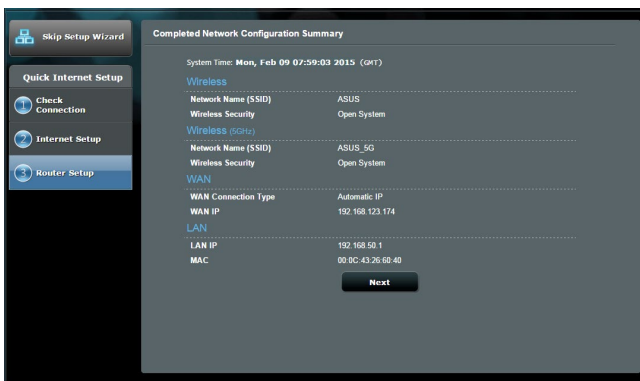 Skip Setup Wizard
Quick Internet Setup
1 Check Connection
2 Internet Setup
3 Router Setup
Completed Network Configuration Summary
System Time: Mon, Feb 09 07:59:03 2015 (GMT)
Wireless
Network Name (SSID) ASUS
Wireless Security Open System
Wireless (5GHz)
Network Name (SSID) ASUS_5G
Wireless Security Open System
WAN
WAN Connection Type Automatic IP
WAN IP 192.168.123.174
LAN
LAN IP 192.168.50.1
MAC 00:0C:43:26:60:40
Next